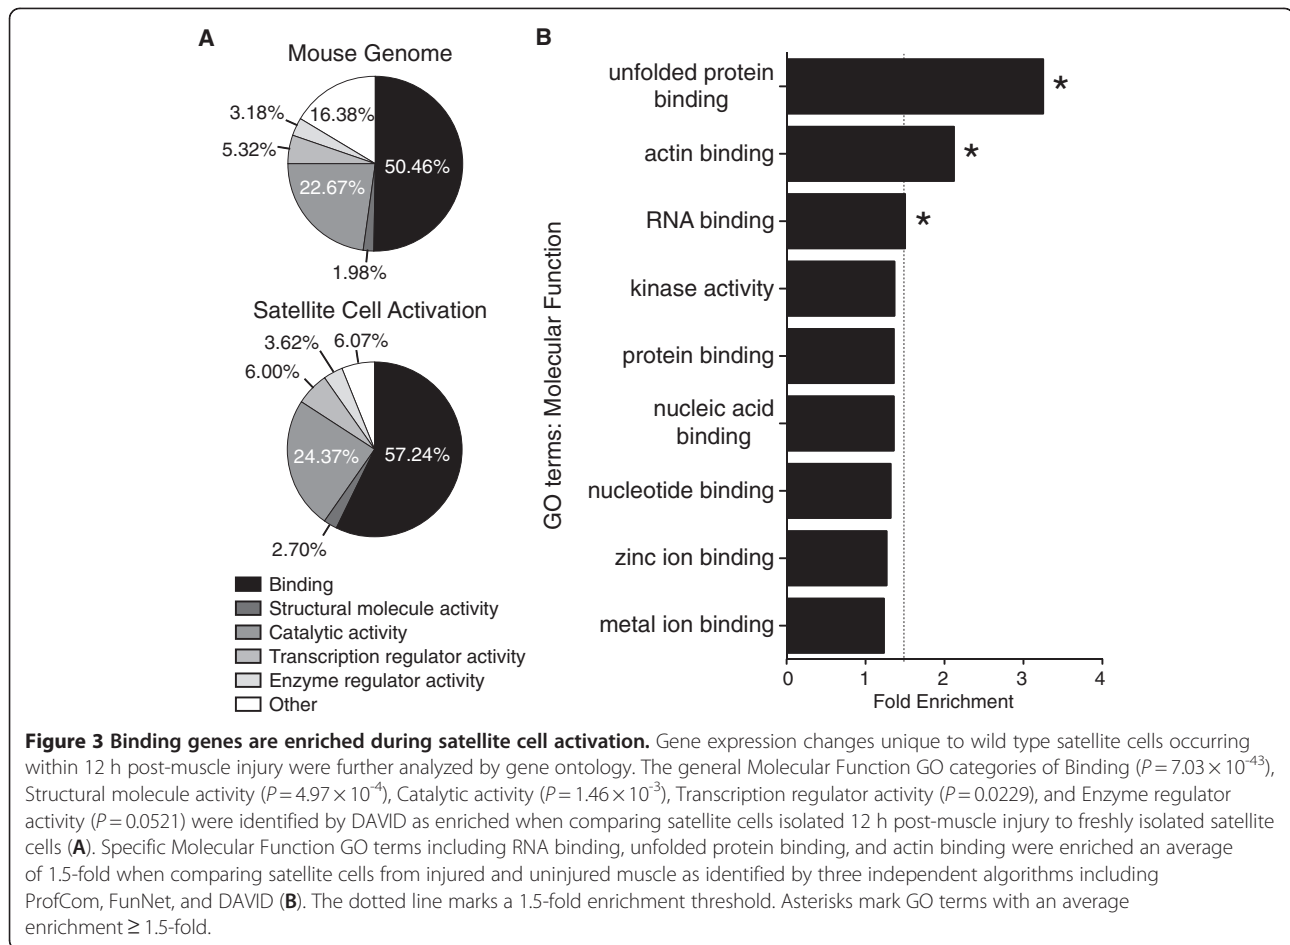 A
Mouse Genome
3.18%
16.38%
5.32%
50.46%
22.67%
1.98%
Satellite Cell Activation
3.62%
6.07%
6.00%
24.37%
57.24%
2.70%
Binding
Structural molecule activity
Catalytic activity
Transcription regulator activity
Enzyme regulator activity
Other
B
GO terms: Molecular Function
unfolded protein
binding
*
actin binding
*
RNA binding
*
kinase activity
protein binding
nucleic acid
binding
nucleotide binding
zinc ion binding
metal ion binding
0 1 2 3 4
Fold Enrichment
Figure 3 Binding genes are enriched during satellite cell activation. Gene expression changes unique to wild type satellite cells occurring
within 12 h post-muscle injury were further analyzed by gene ontology. The general Molecular Function GO categories of Binding (P = 7.03 × 10⁻⁴³),
Structural molecule activity (P = 4.97 × 10⁻⁴), Catalytic activity (P = 1.46 × 10⁻³), Transcription regulator activity (P = 0.0229), and Enzyme regulator
activity (P = 0.0521) were identified by DAVID as enriched when comparing satellite cells isolated 12 h post-muscle injury to freshly isolated satellite
cells (A). Specific Molecular Function GO terms including RNA binding, unfolded protein binding, and actin binding were enriched an average
of 1.5-fold when comparing satellite cells from injured and uninjured muscle as identified by three independent algorithms including
ProfCom, FunNet, and DAVID (B). The dotted line marks a 1.5-fold enrichment threshold. Asterisks mark GO terms with an average
enrichment ≥ 1.5-fold.